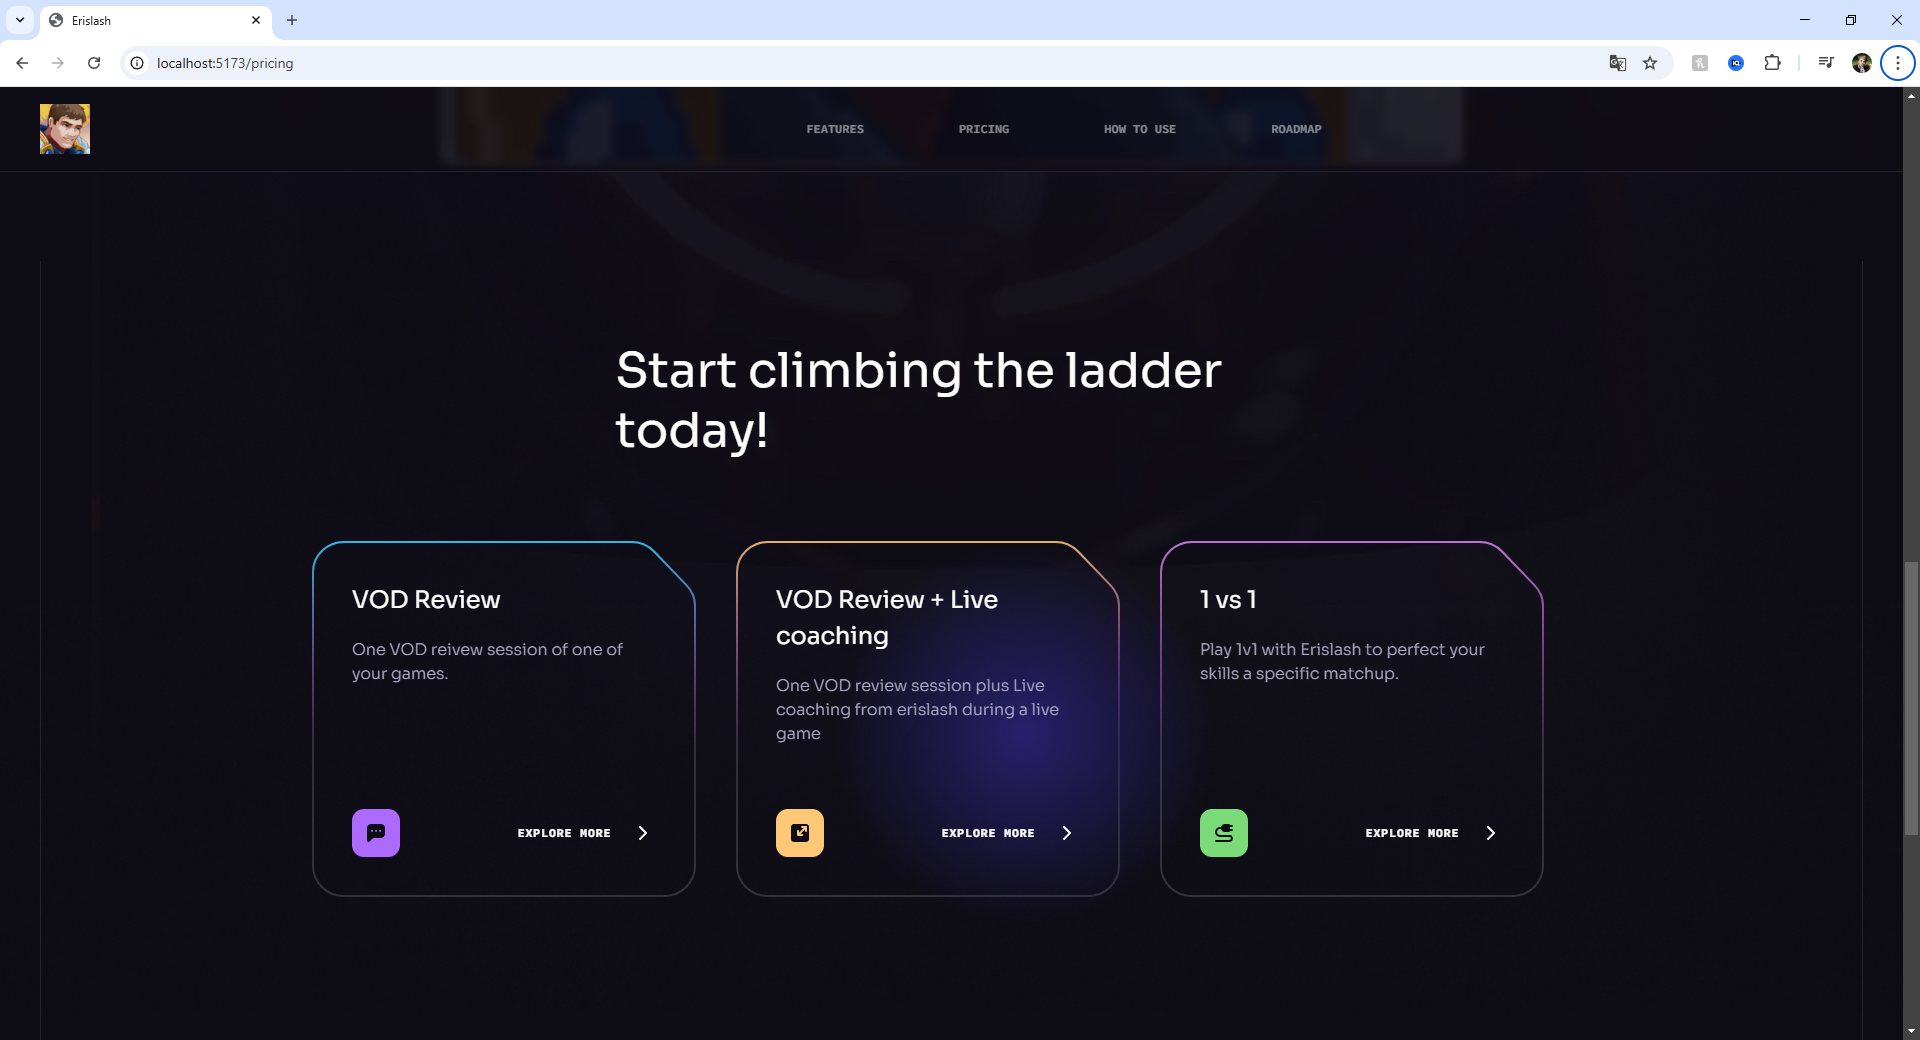 Erislash
localhost:5173/pricing
FEATURES
PRICING
HOW TO USE
ROADMAP
Start climbing the ladder
today!
VOD Review
One VOD reivew session of one of
your games.
EXPLORE MORE
VOD Review + Live
coaching
One VOD review session plus Live
coaching from erislash during a live
game
EXPLORE MORE
1 vs 1
Play 1v1 with Erislash to perfect your
skills a specific matchup.
EXPLORE MORE